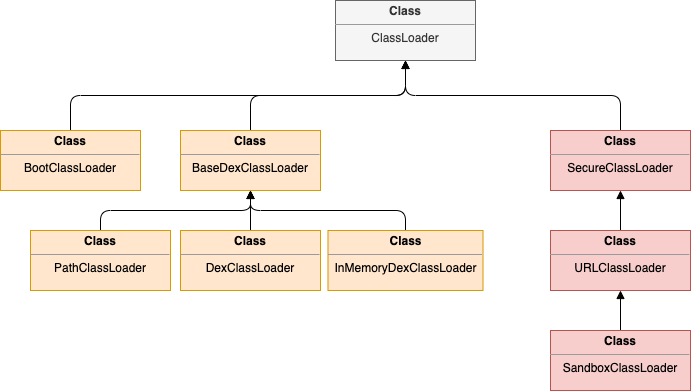 Class
ClassLoader
Class
BootClassLoader
Class
BaseDexClassLoader
Class
SecureClassLoader
Class
PathClassLoader
Class
DexClassLoader
Class
InMemoryDexClassLoader
Class
URLClassLoader
Class
SandboxClassLoader